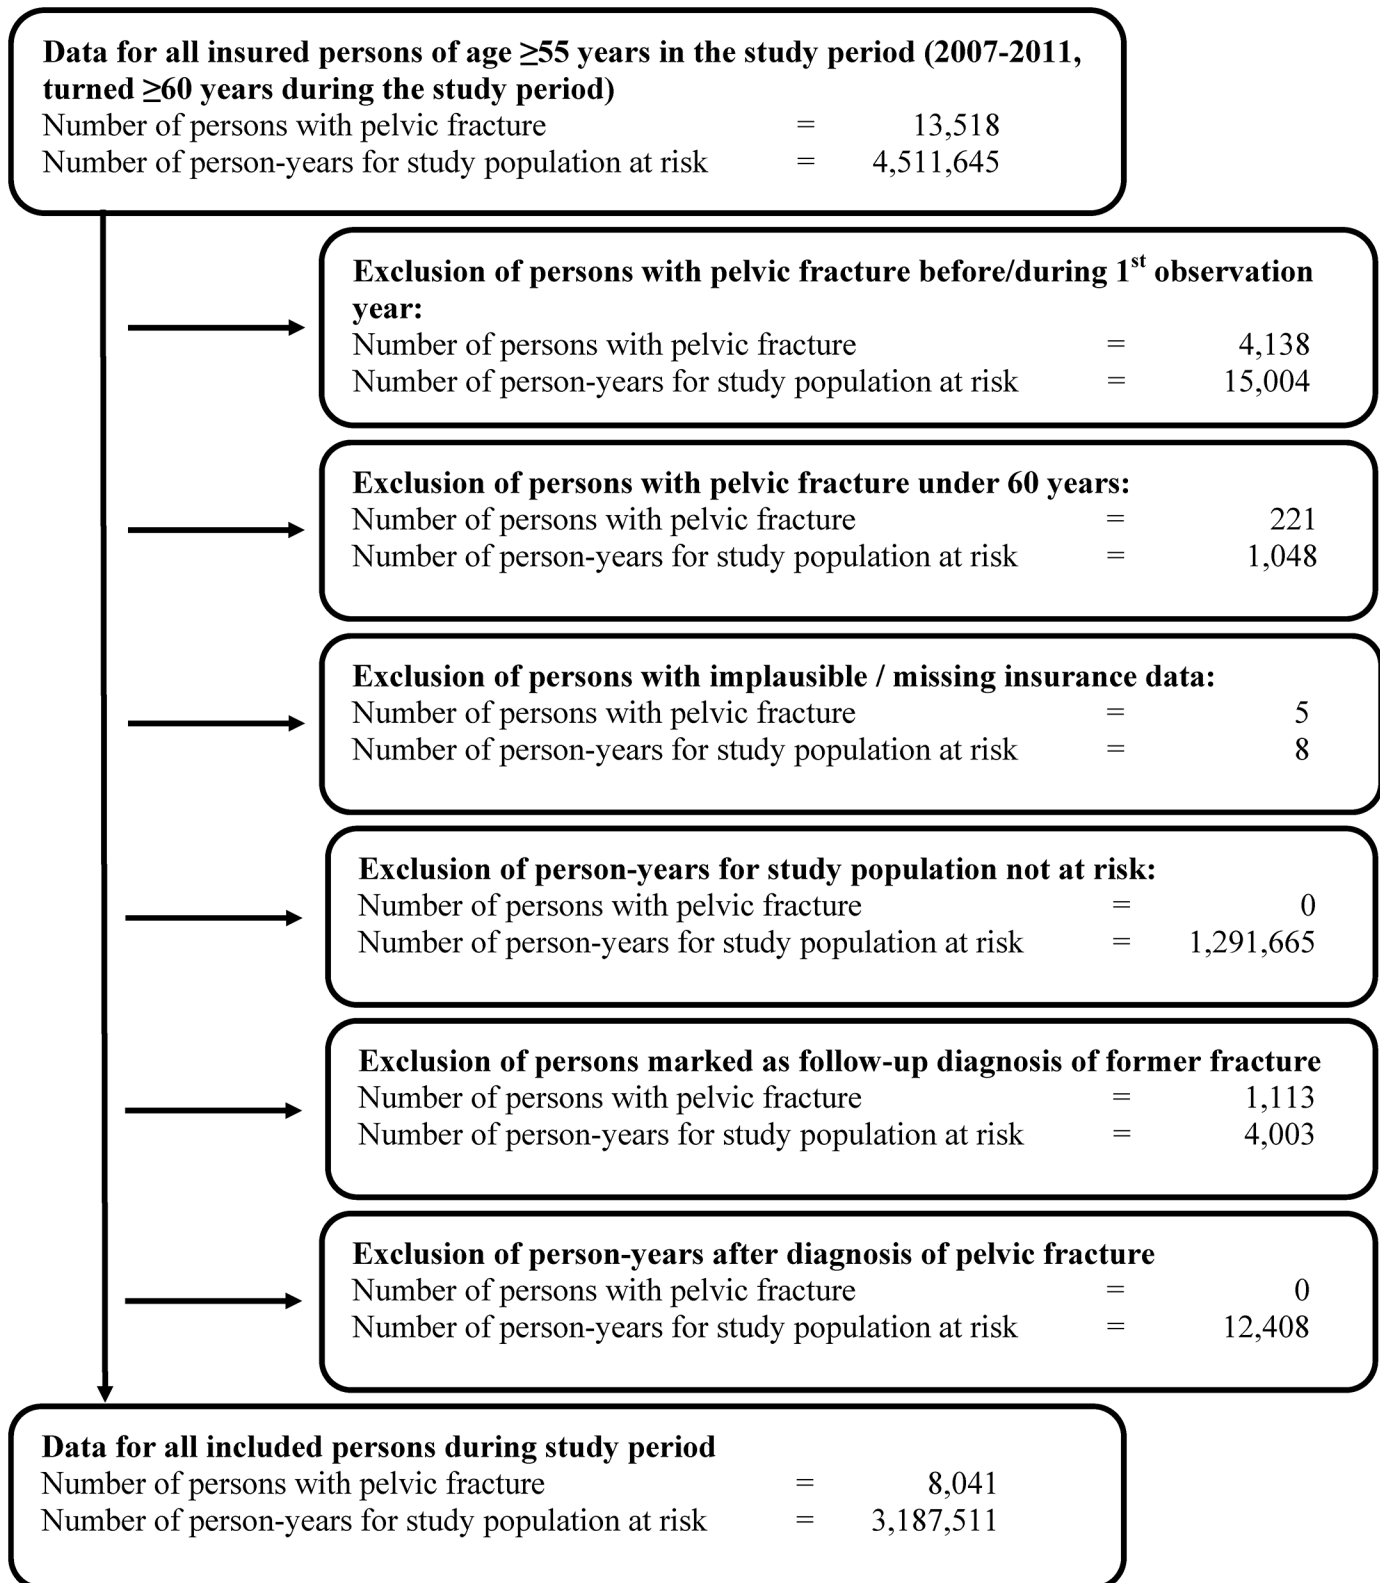 Data for all insured persons of age ≥55 years in the study period (2007-2011,
turned ≥60 years during the study period)
Number of persons with pelvic fracture = 13,518
Number of person-years for study population at risk = 4,511,645
Exclusion of persons with pelvic fracture before/during 1st observation
year:
Number of persons with pelvic fracture = 4,138
Number of person-years for study population at risk = 15,004
Exclusion of persons with pelvic fracture under 60 years:
Number of persons with pelvic fracture = 221
Number of person-years for study population at risk = 1,048
Exclusion of persons with implausible / missing insurance data:
Number of persons with pelvic fracture = 5
Number of person-years for study population at risk = 8
Exclusion of person-years for study population not at risk:
Number of persons with pelvic fracture = 0
Number of person-years for study population at risk = 1,291,665
Exclusion of persons marked as follow-up diagnosis of former fracture
Number of persons with pelvic fracture = 1,113
Number of person-years for study population at risk = 4,003
Exclusion of person-years after diagnosis of pelvic fracture
Number of persons with pelvic fracture = 0
Number of person-years for study population at risk = 12,408
Data for all included persons during study period
Number of persons with pelvic fracture = 8,041
Number of person-years for study population at risk = 3,187,511